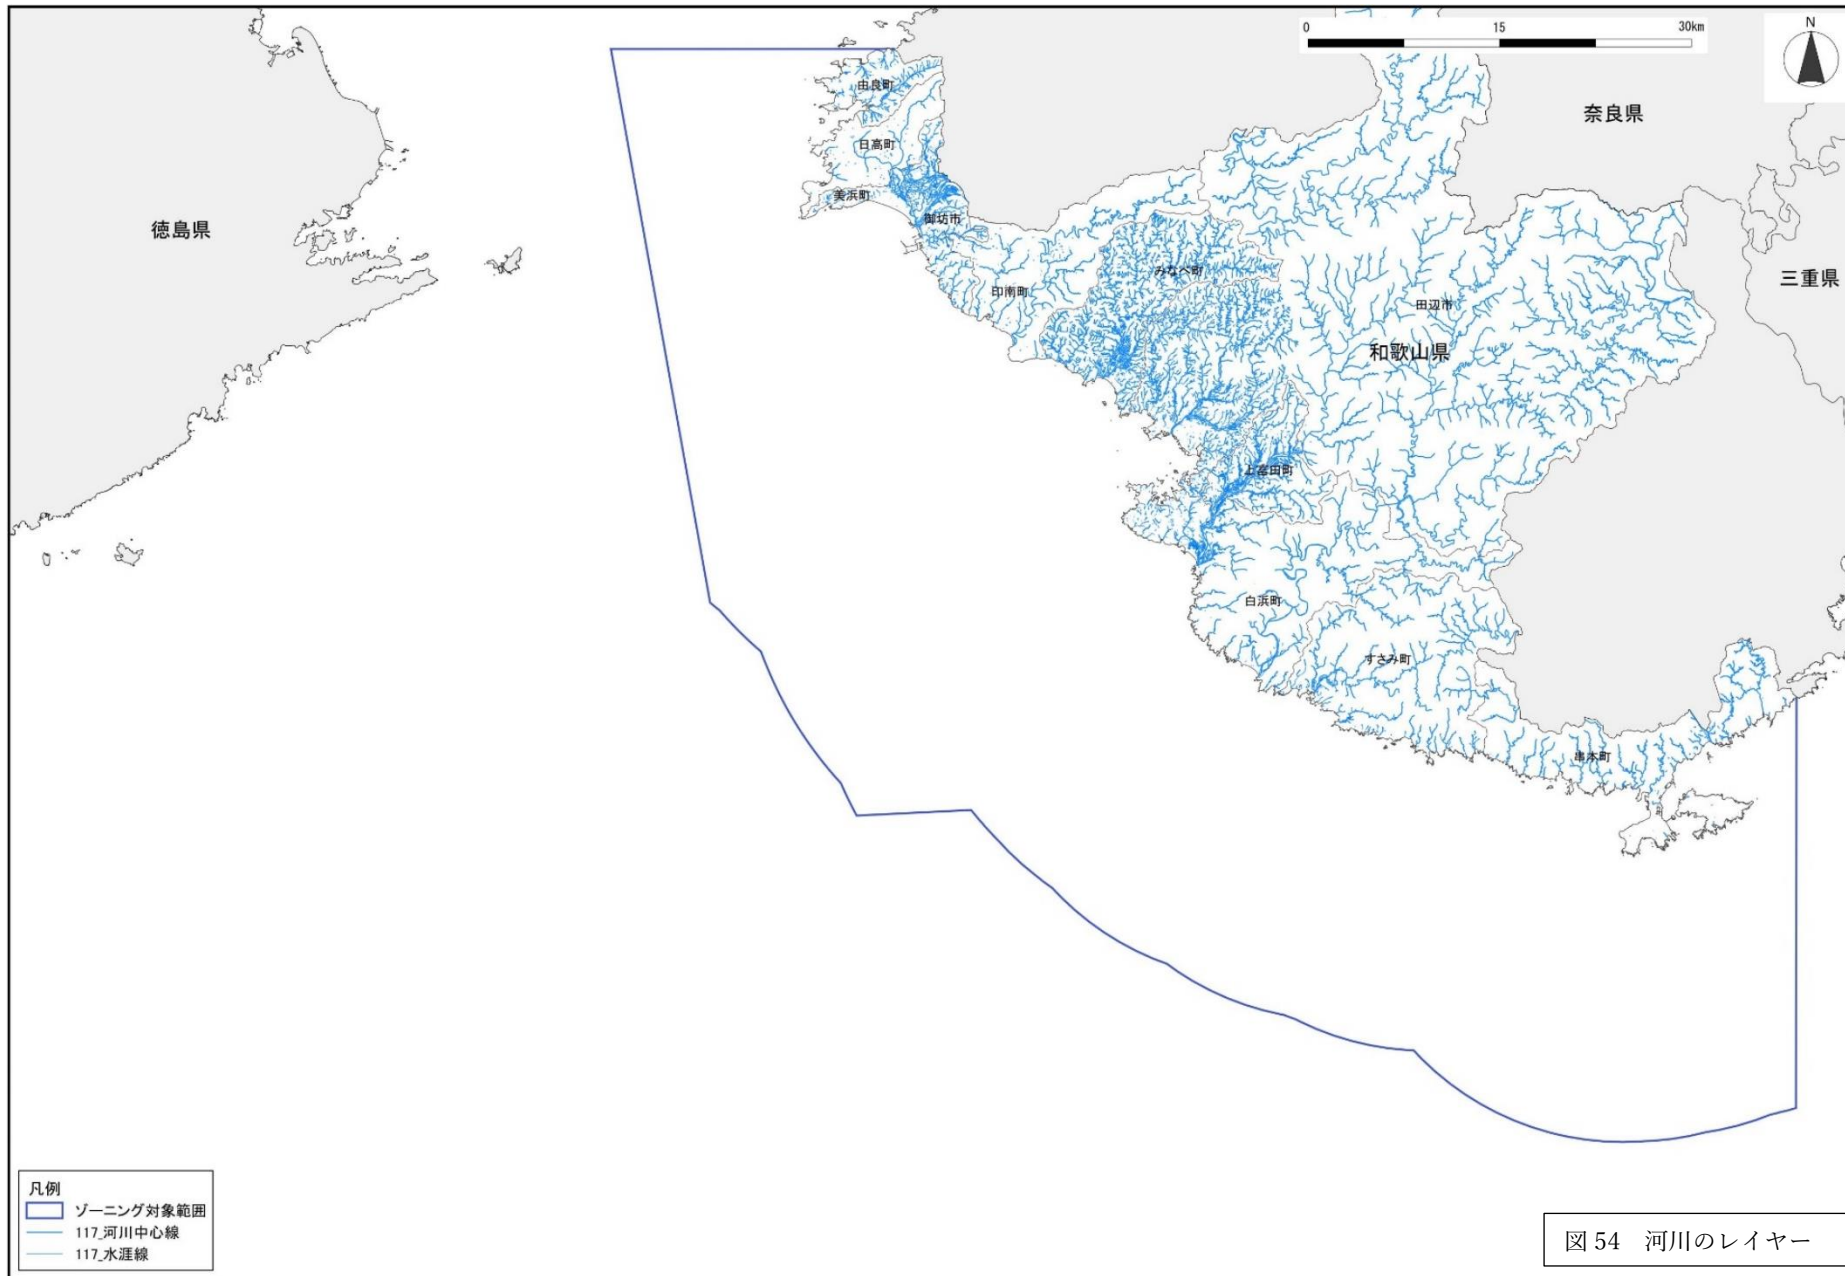 0 15 30km
N
奈良県
三重県
徳島県
和歌山県
由良町
日高町
美浜町
御坊市
印南町
みなべ町
田辺市
上富田町
白浜町
すさみ町
串本町
凡例
ゾーニング対象範囲
117_河川中心線
117_水涯線
図 54 河川のレイヤー